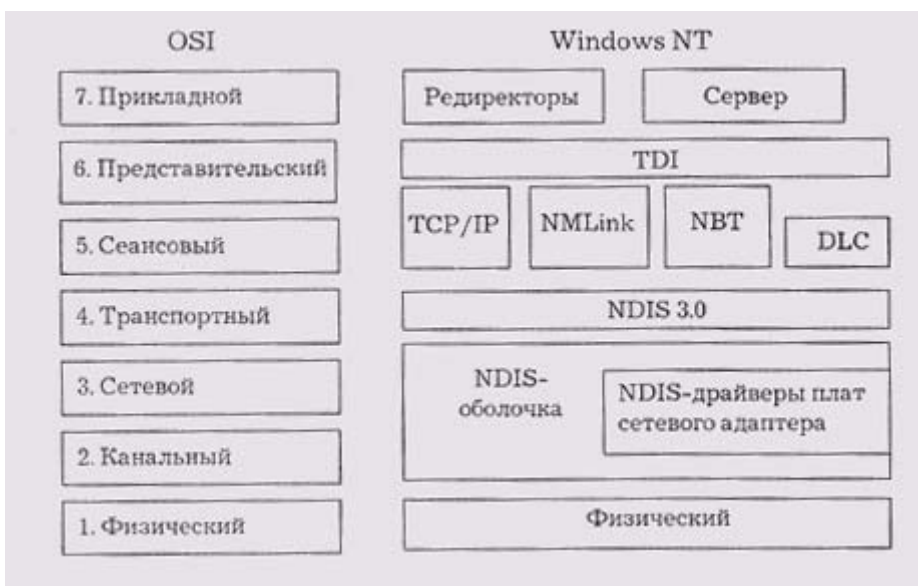 OSI
7. Прикладной
6. Представительский
5. Сеансовый
4. Транспортный
3. Сетевой
2. Канальный
1. Физический
Windows NT
Редиректоры
Сервер
TDI
TCP/IP
NMLink
NBT
DLC
NDIS 3.0
NDIS-
оболочка
NDIS-драйверы плат
сетевого адаптера
Физический